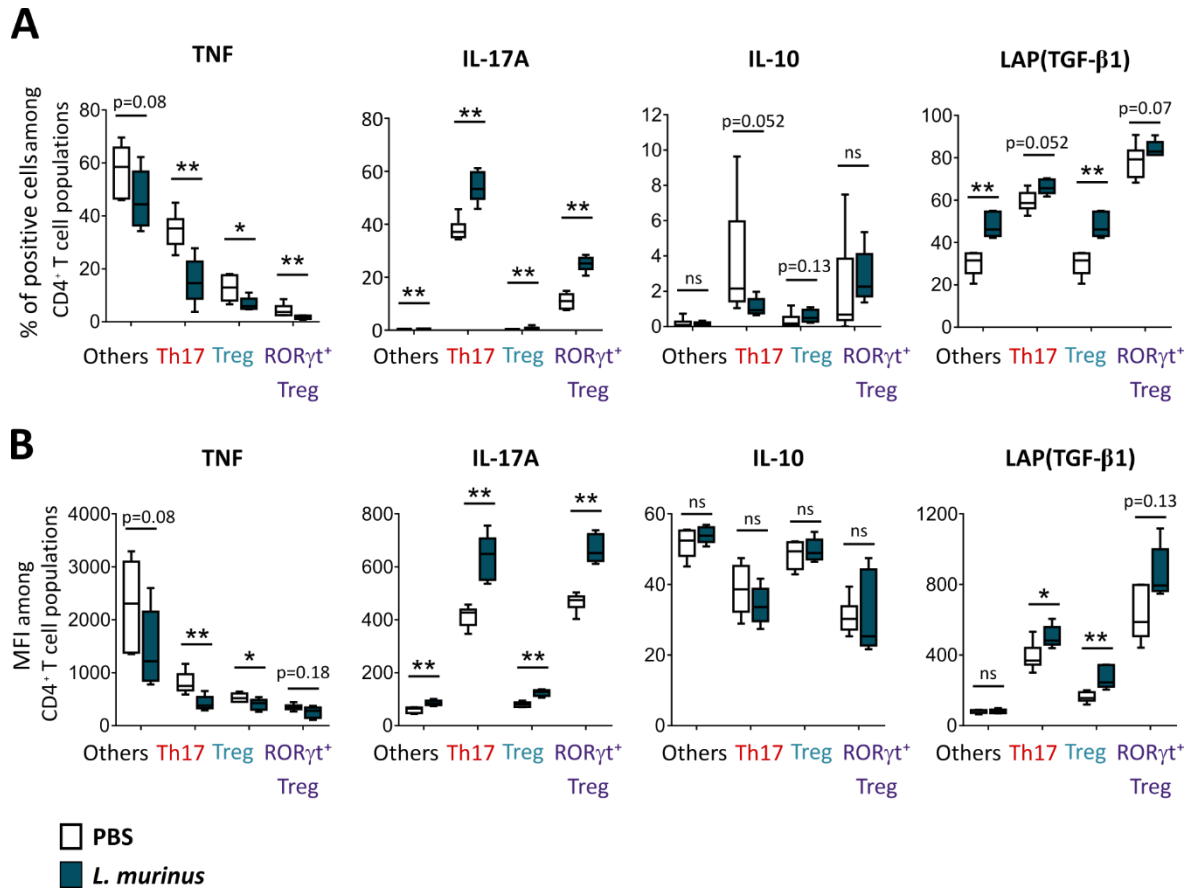 A
TNF
IL-17A
IL-10
LAP(TGF-β1)
% of positive cellsamong
CD4⁺ T cell populations
80
60
40
20
0
p=0.08
**
*
**
Others Th17 Treg RORγt⁺
Treg
80
60
40
20
0
**
**
**
**
Others Th17 Treg RORγt⁺
Treg
12
10
8
6
4
2
0
ns
p=0.052
p=0.13
ns
Others Th17 Treg RORγt⁺
Treg
100
80
60
40
20
0
**
p=0.052
**
p=0.07
Others Th17 Treg RORγt⁺
Treg
B
TNF
IL-17A
IL-10
LAP(TGF-β1)
MFI among
CD4⁺ T cell populations
4000
3000
2000
1000
0
p=0.08
**
*
p=0.18
Others Th17 Treg RORγt⁺
Treg
800
600
400
200
0
**
**
**
**
Others Th17 Treg RORγt⁺
Treg
60
40
20
0
ns
ns
ns
ns
Others Th17 Treg RORγt⁺
Treg
1200
800
400
0
ns
*
**
p=0.13
Others Th17 Treg RORγt⁺
Treg
PBS
L. murinus